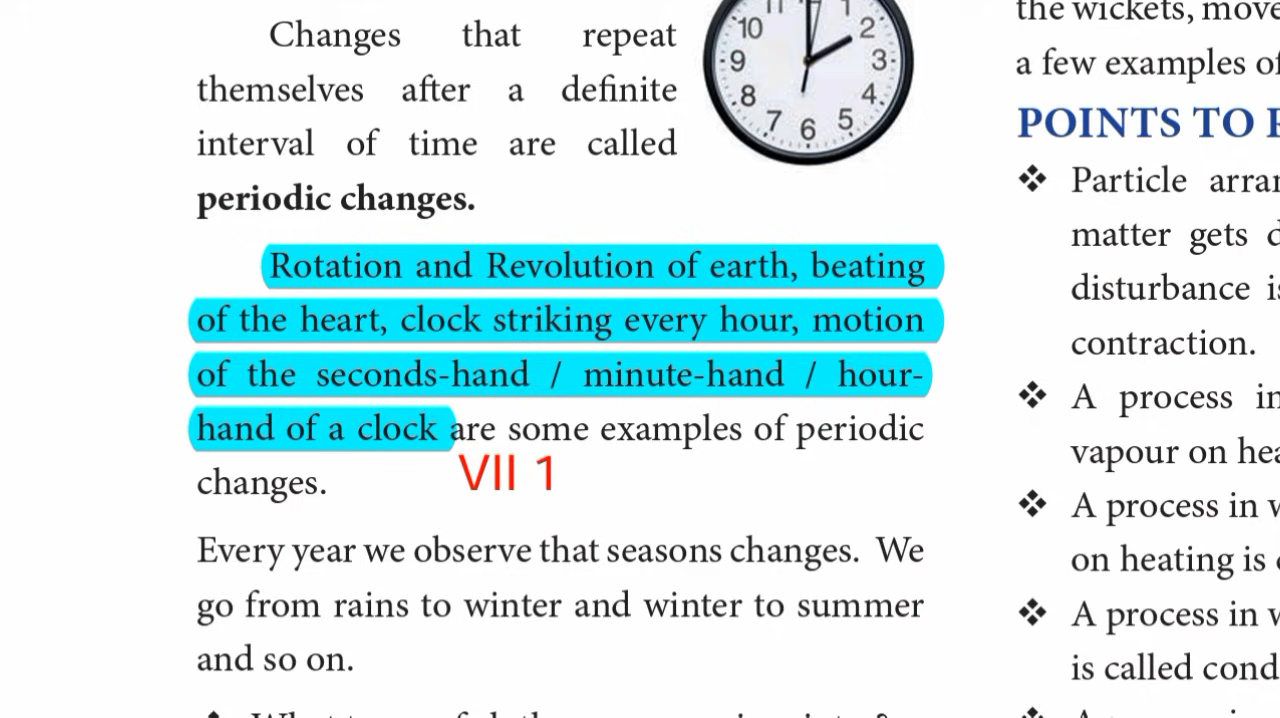 Changes that repeat
themselves after a definite
interval of time are called
periodic changes.
11 1
10 2
9 3
8 4
7 6 5
Rotation and Revolution of earth, beating
of the heart, clock striking every hour, motion
of the seconds-hand / minute-hand / hour-
hand of a clock are some examples of periodic
VII 1
changes.
Every year we observe that seasons changes. We
go from rains to winter and winter to summer
and so on.
the wickets, move
a few examples of
POINTS TO
Particle
matter gets
disturbance
contraction.
A process in
vapour on
A process in
on heating is
A process in
is called